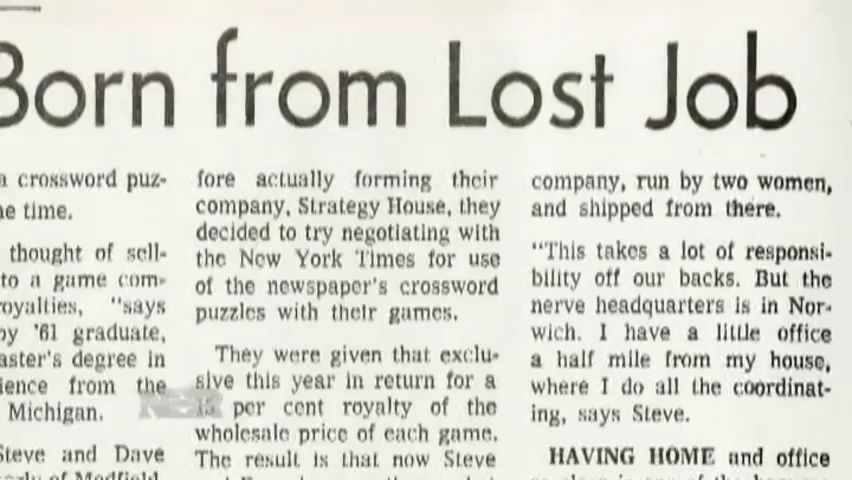 Born from Lost Job
a crossword puz-
e time.
thought of sell-
to a game com-
royalties, "says
by '61 graduate,
aster's degree in
ience from the
Michigan.
Steve and Dave
of Medfield,
fore actually forming their
company, Strategy House, they
decided to try negotiating with
the New York Times for use
of the newspaper's crossword
puzzles with their games.
They were given that exclu-
sive this year in return for a
15 per cent royalty of the
wholesale price of each game.
The result is that now Steve
company, run by two women,
and shipped from there.
"This takes a lot of responsi-
bility off our backs. But the
nerve headquarters is in Nor-
wich. I have a little office
a half mile from my house,
where I do all the coordinat-
ing, says Steve.
HAVING HOME and office